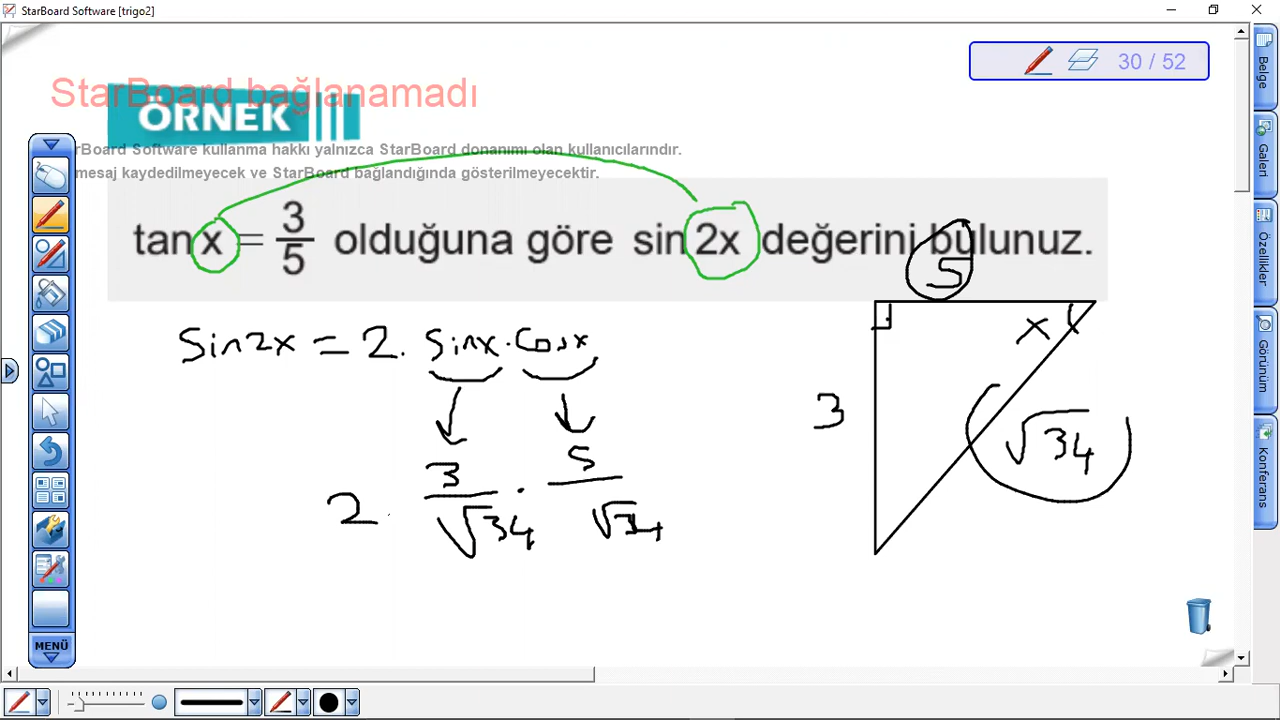 StarBoard Software [trigo2]
30 / 52
StarBoard bağlanamadı
ÖRNEK
rBoard Software kullanma hakkı yalnızca StarBoard donanımı olan kullanıcılarındır.
mesaj kaydedilmeyecek ve StarBoard bağlandığında gösterilmeyecektir.
tan x = 3/5 olduğuna göre sin 2x değerini bulunuz.
5
Sin2x = 2. Sinx . Cosx
x
3
√34
2 . 3/√34 . 5/√34
MENÜ
Belge
Galeri
Özellikler
Görünüm
Konferans